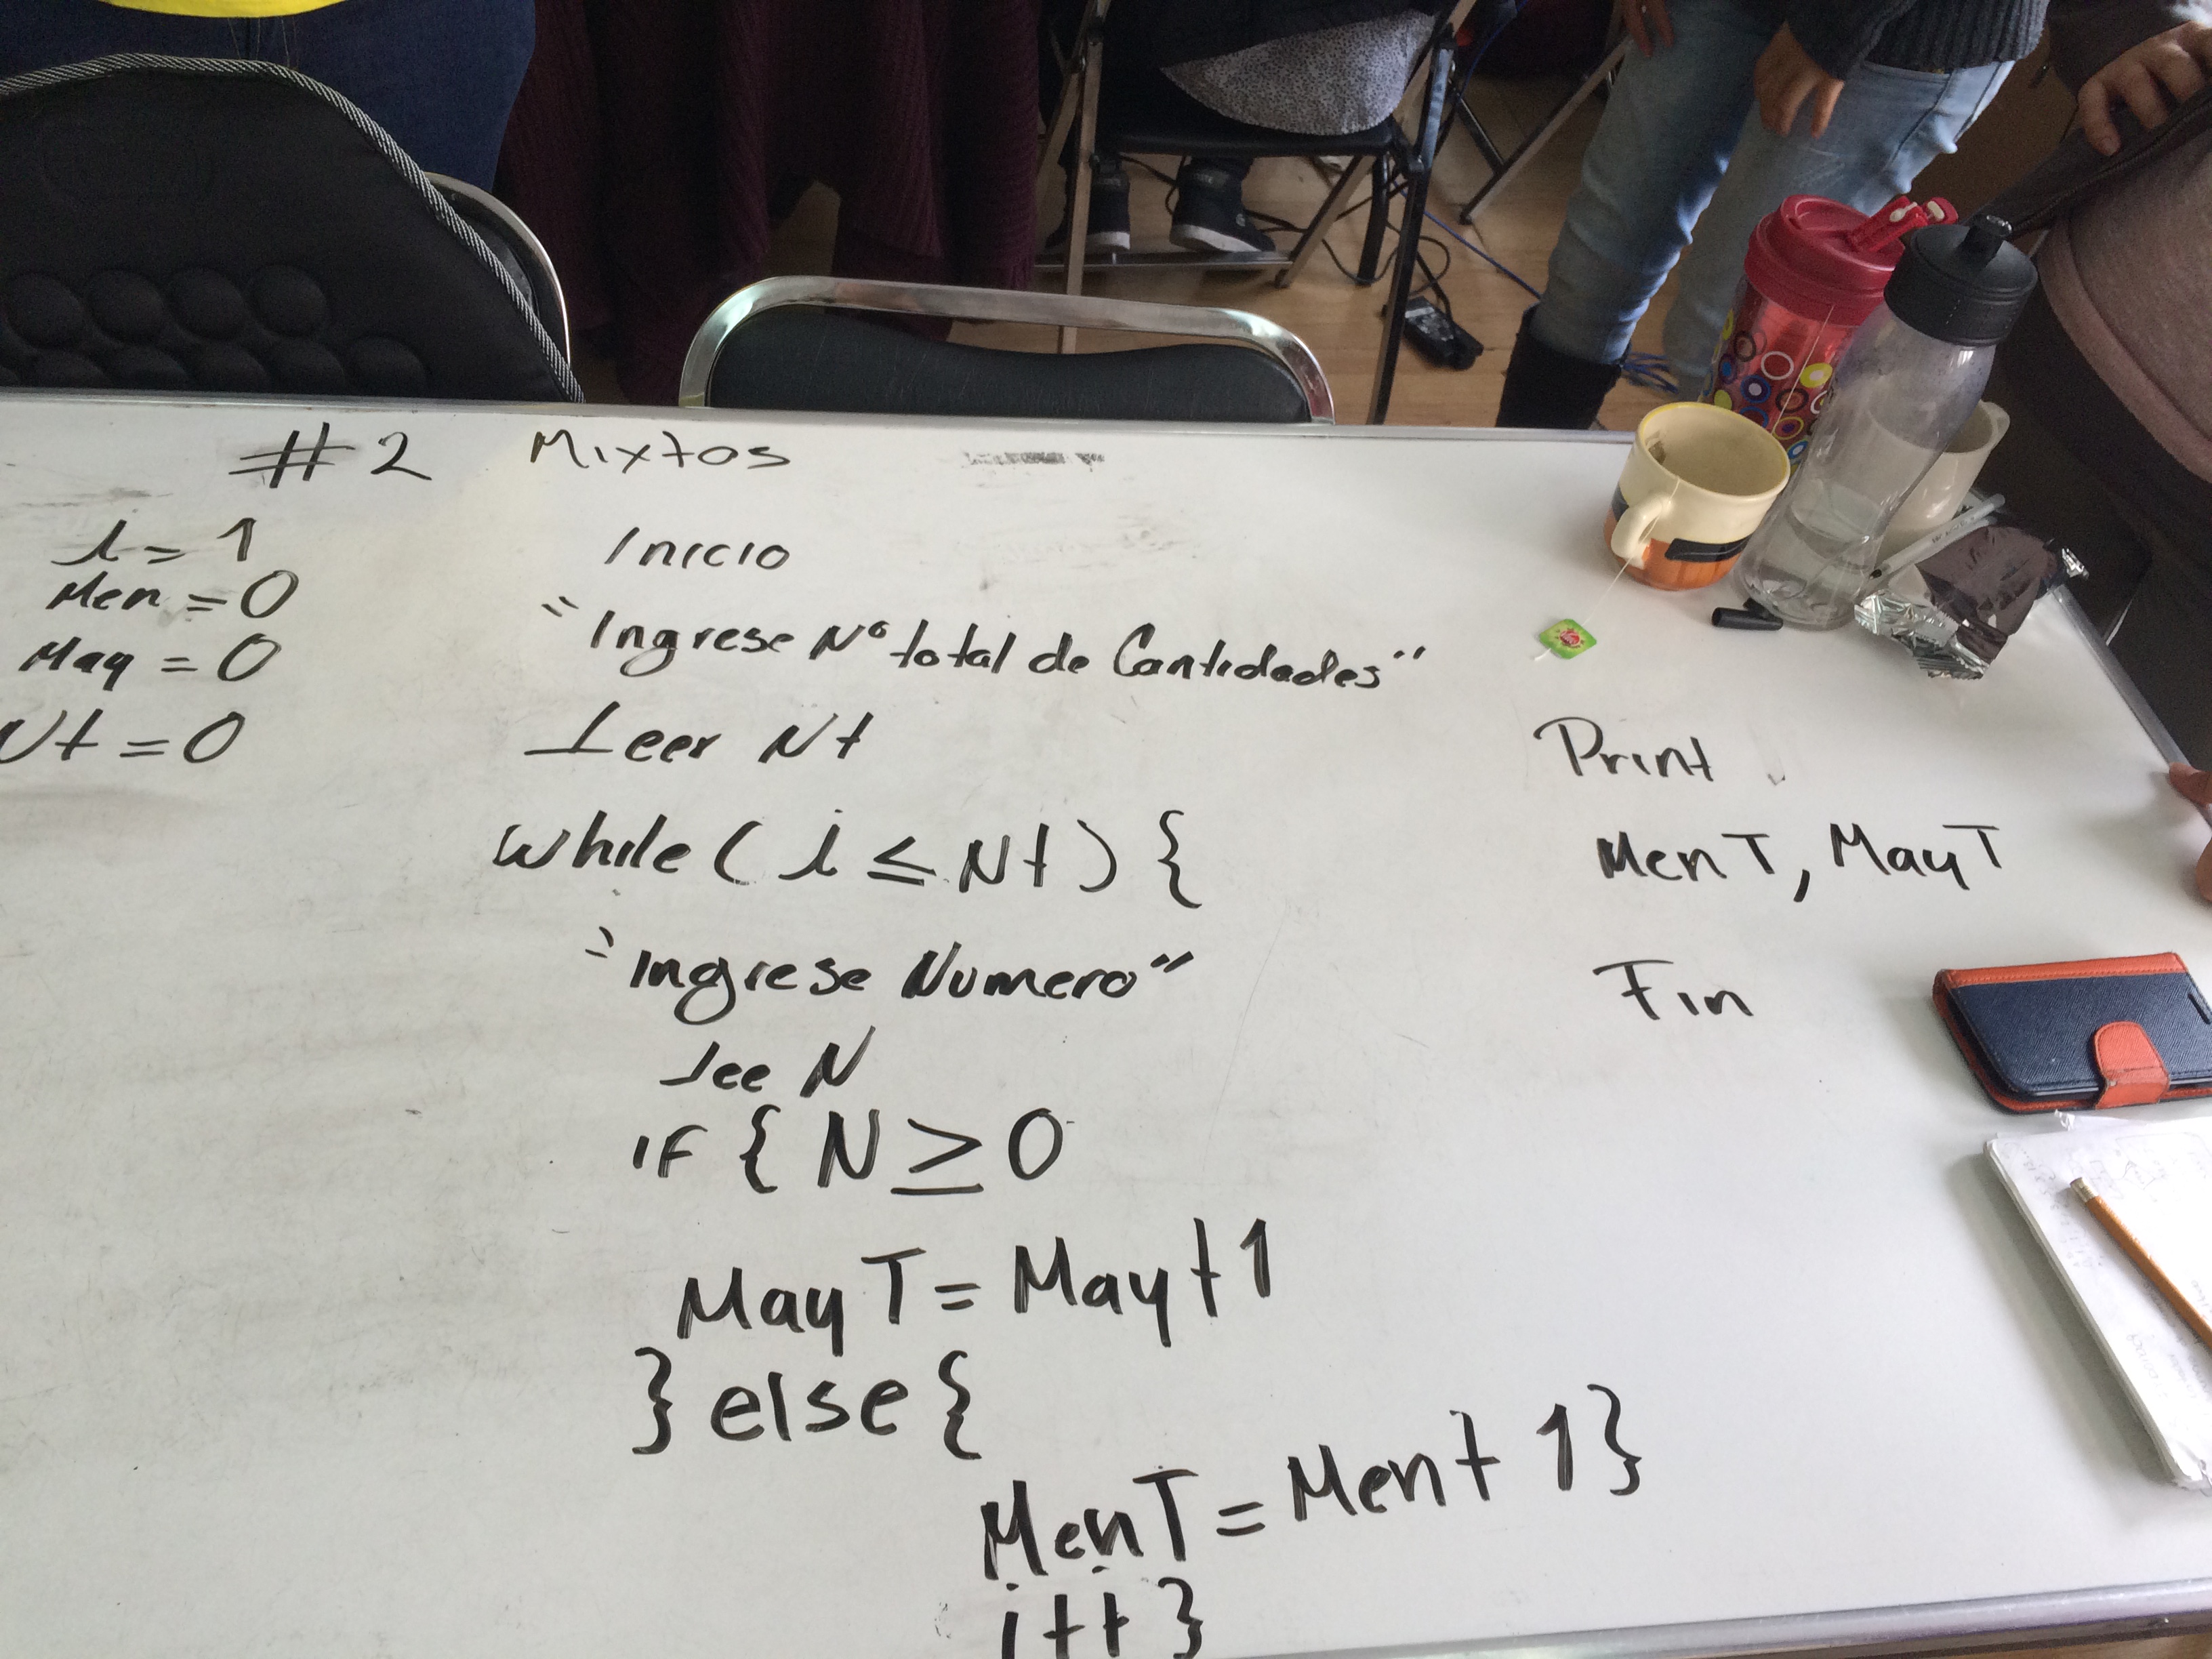 #2 Mixtos
i = 1
Men = 0
May = 0
Nt = 0
Inicio
"Ingrese N° total de Cantidades"
Leer Nt
while ( i ≤ Nt ) {
"Ingrese Numero"
Lee N
if { N ≥ 0
MayT = May + 1
} else {
MenT = Men + 1 }
i++ }
Print
MenT, MayT
Fin